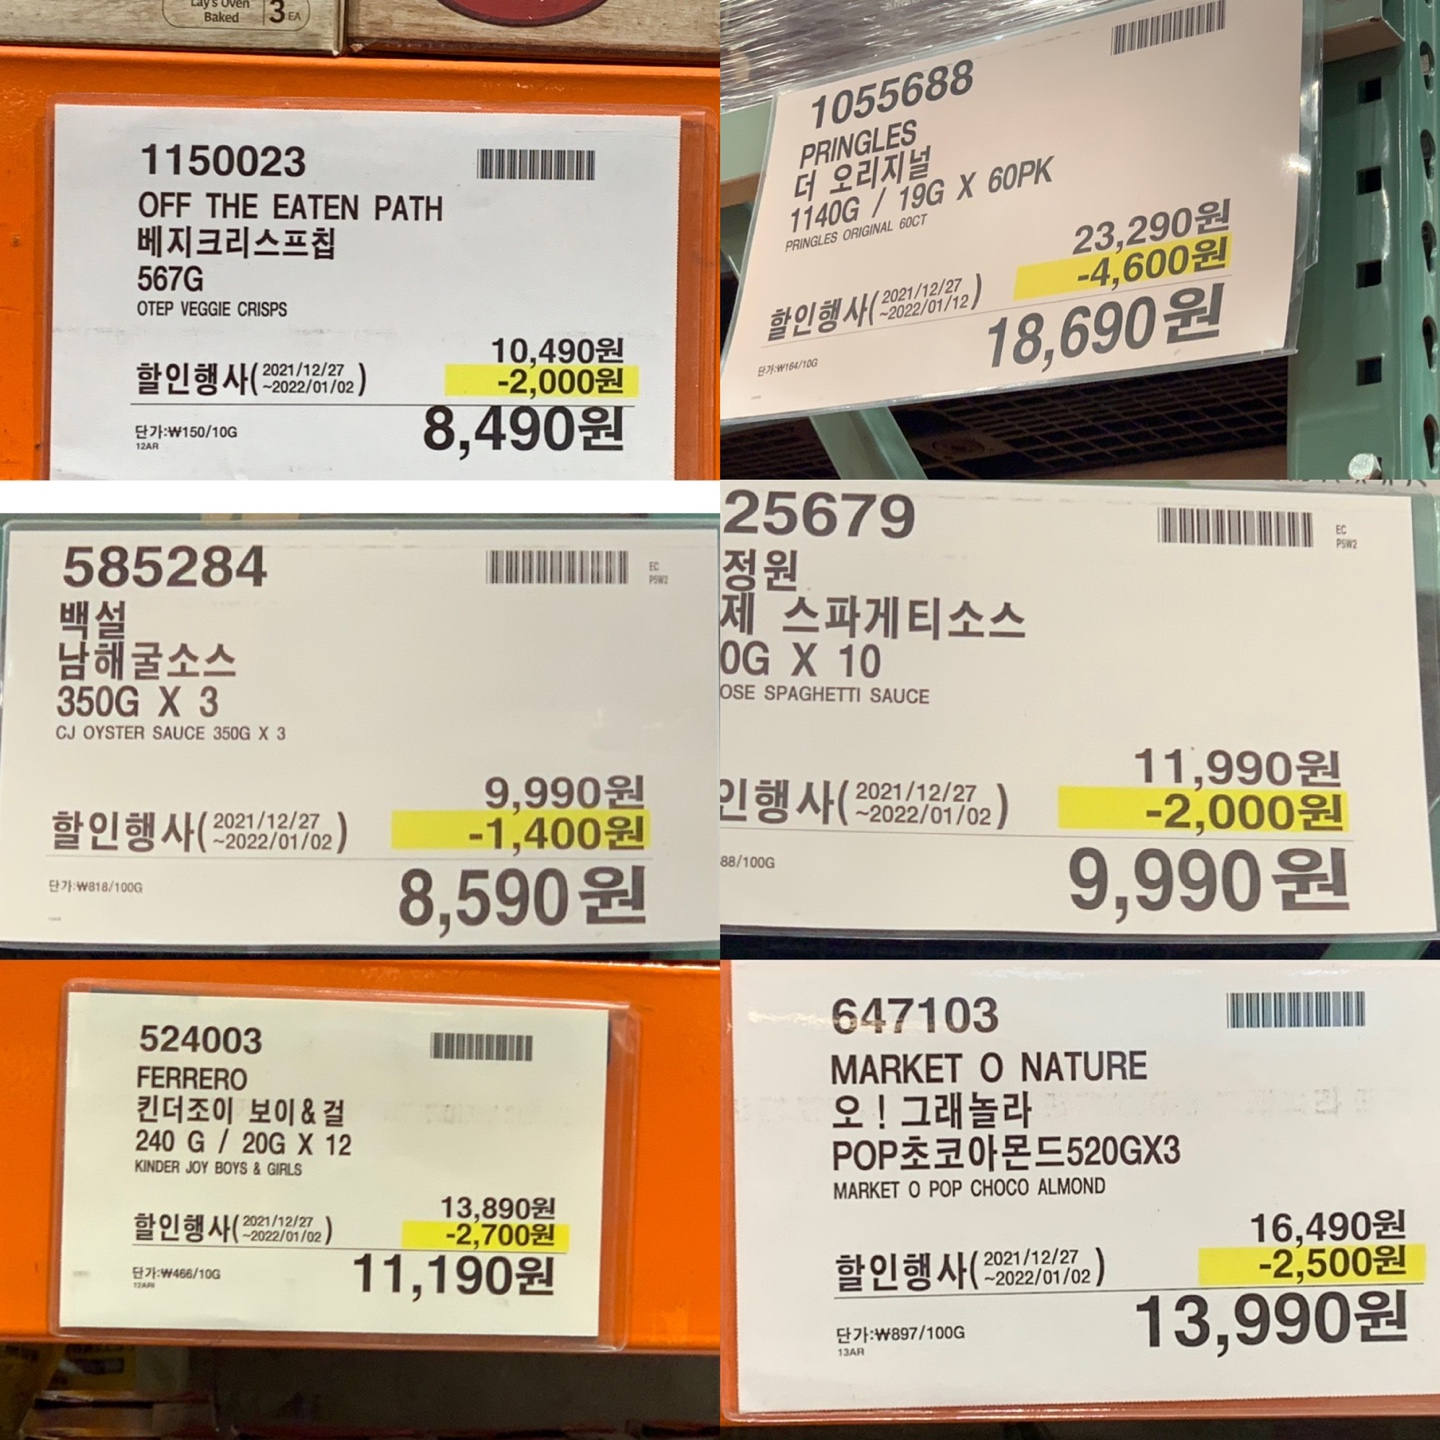 Lay's Oven
Baked
3 EA
1150023
OFF THE EATEN PATH
베지크리스프칩
567G
OTEP VEGGIE CRISPS
10,490원
할인행사( 2021/12/27
~2022/01/02 )
-2,000원
8,490원
단가:₩150/10G
12AR
1055688
PRINGLES
더 오리지널
1140G / 19G X 60PK
PRINGLES ORIGINAL 60CT
23,290원
할인행사( 2021/12/27
~2022/01/12 )
-4,600원
18,690원
단가:₩164/10G
585284
EC
P5W2
백설
남해굴소스
350G X 3
CJ OYSTER SAUCE 350G X 3
9,990원
할인행사( 2021/12/27
~2022/01/02 )
-1,400원
8,590원
단가:₩818/100G
25679
EC
P5W2
정원
제 스파게티소스
0G X 10
OSE SPAGHETTI SAUCE
11,990원
인행사( 2021/12/27
~2022/01/02 )
-2,000원
9,990원
88/100G
524003
FERRERO
킨더조이 보이&걸
240 G / 20G X 12
KINDER JOY BOYS & GIRLS
13,890원
할인행사( 2021/12/27
~2022/01/02 )
-2,700원
11,190원
단가:₩466/10G
12AR
647103
MARKET O NATURE
오!그래놀라
POP초코아몬드520GX3
MARKET O POP CHOCO ALMOND
16,490원
할인행사( 2021/12/27
~2022/01/02 )
-2,500원
13,990원
단가:₩897/100G
13AR